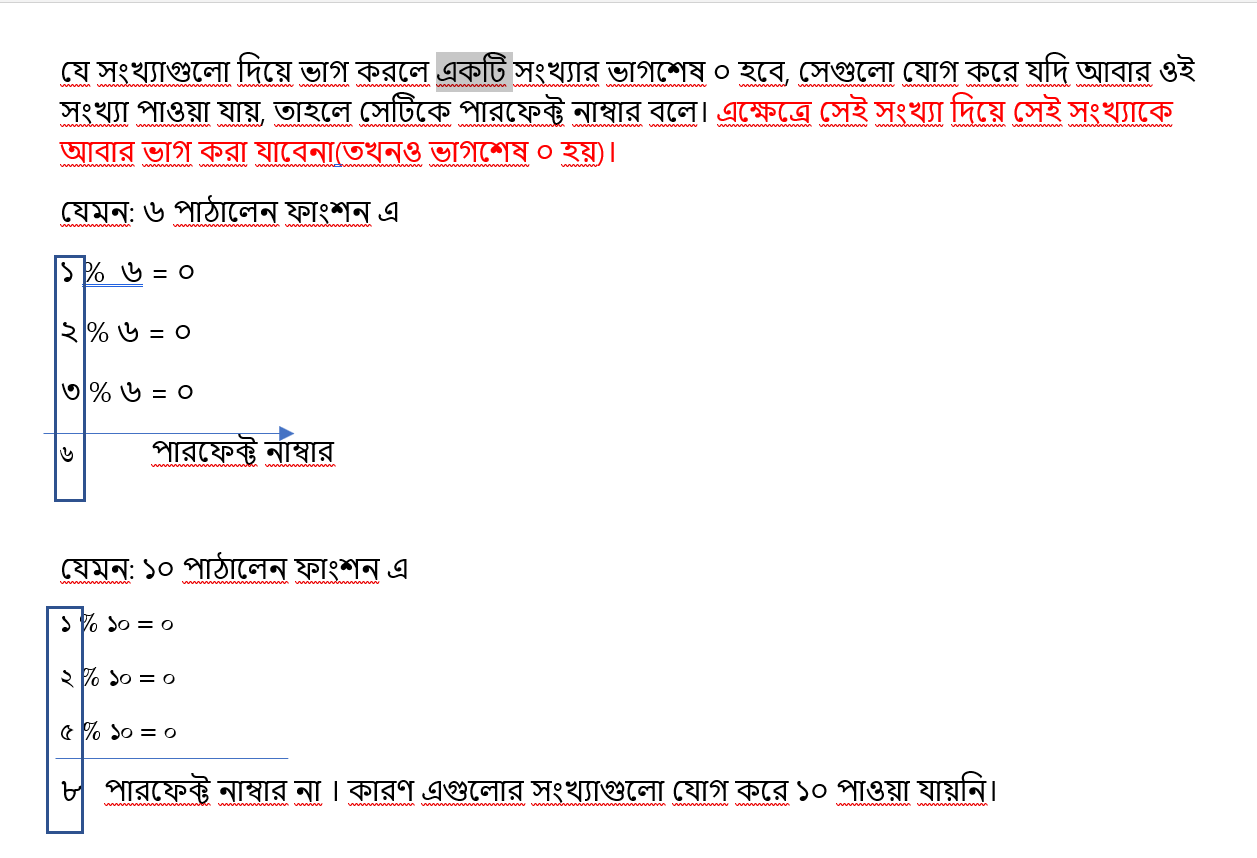 যে সংখ্যাগুলো দিয়ে ভাগ করলে একটি সংখ্যার ভাগশেষ ০ হবে, সেগুলো যোগ করে যদি আবার ওই
সংখ্যা পাওয়া যায়, তাহলে সেটিকে পারফেক্ট নাম্বার বলে। এক্ষেত্রে সেই সংখ্যা দিয়ে সেই সংখ্যাকে
আবার ভাগ করা যাবেনা(তখনও ভাগশেষ ০ হয়)।
যেমন: ৬ পাঠালেন ফাংশন এ
১ % ৬ = ০
২ % ৬ = ০
৩ % ৬ = ০
৬ পারফেক্ট নাম্বার
যেমন: ১০ পাঠালেন ফাংশন এ
১ % ১০ = ০
২ % ১০ = ০
৫ % ১০ = ০
৮ পারফেক্ট নাম্বার না । কারণ এগুলোর সংখ্যাগুলো যোগ করে ১০ পাওয়া যায়নি।